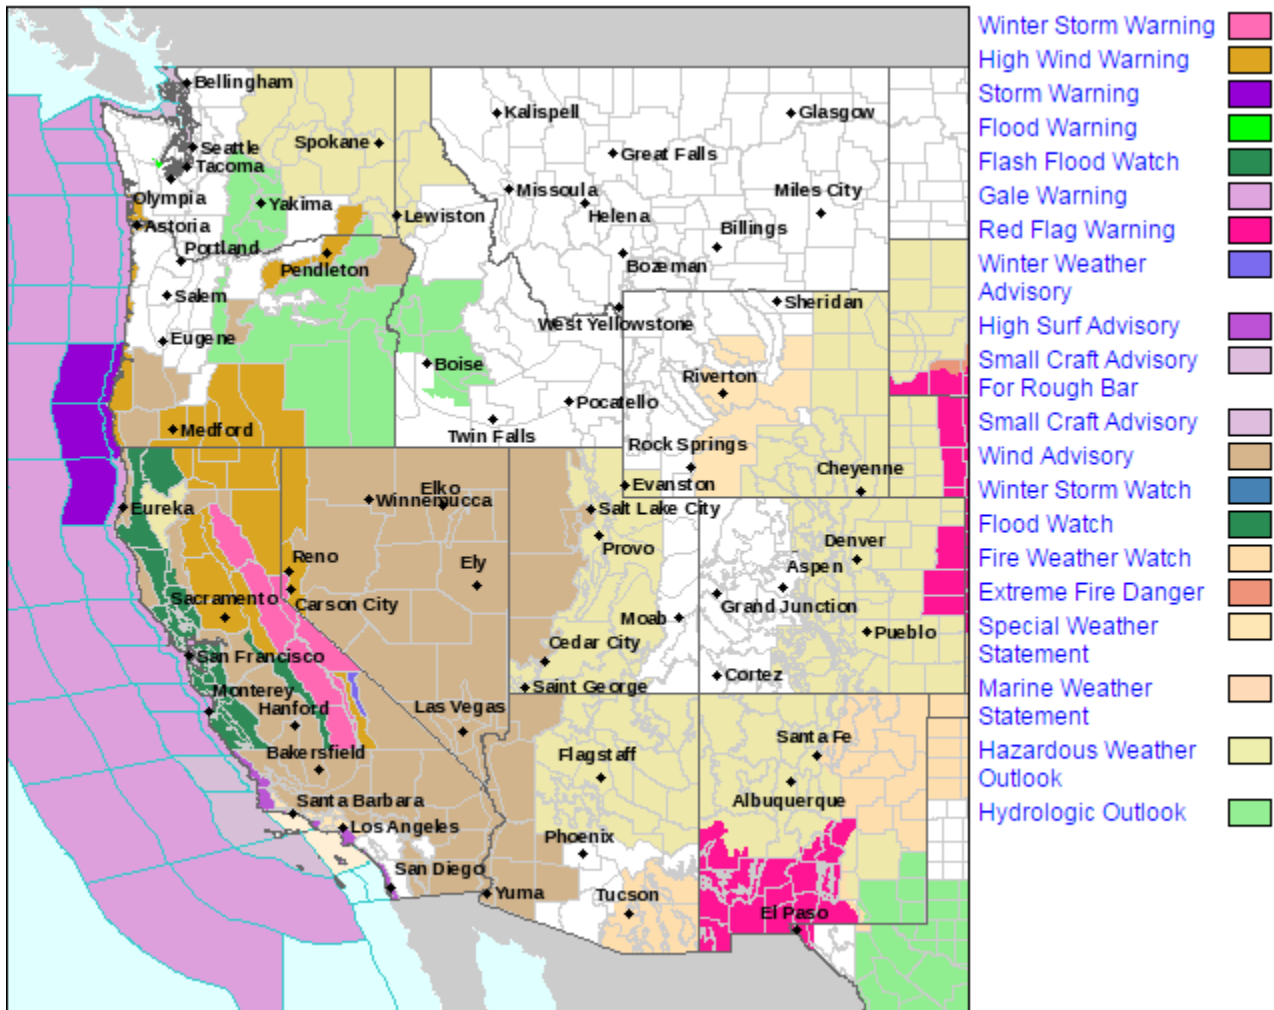 Bellingham
Kalispell
Glasgow
Seattle
Spokane
Great Falls
Tacoma
Missoula
Miles City
Olympia
Yakima
Lewiston
Helena
Astoria
Billings
Portland
Pendleton
Bozeman
Salem
Sheridan
West Yellowstone
Eugene
Boise
Riverton
Pocatello
Medford
Twin Falls
Rock Springs
Cheyenne
Elko
Evanston
Winnemucca
Eureka
Salt Lake City
Provo
Denver
Reno
Ely
Aspen
Sacramento
Carson City
Grand Junction
Moab
Pueblo
Cedar City
San Francisco
Cortez
Monterey
Saint George
Hanford
Las Vegas
Santa Fe
Bakersfield
Flagstaff
Albuquerque
Santa Barbara
Los Angeles
Phoenix
San Diego
Yuma
Tucson
El Paso
Winter Storm Warning
High Wind Warning
Storm Warning
Flood Warning
Flash Flood Watch
Gale Warning
Red Flag Warning
Winter Weather
Advisory
High Surf Advisory
Small Craft Advisory
For Rough Bar
Small Craft Advisory
Wind Advisory
Winter Storm Watch
Flood Watch
Fire Weather Watch
Extreme Fire Danger
Special Weather
Statement
Marine Weather
Statement
Hazardous Weather
Outlook
Hydrologic Outlook